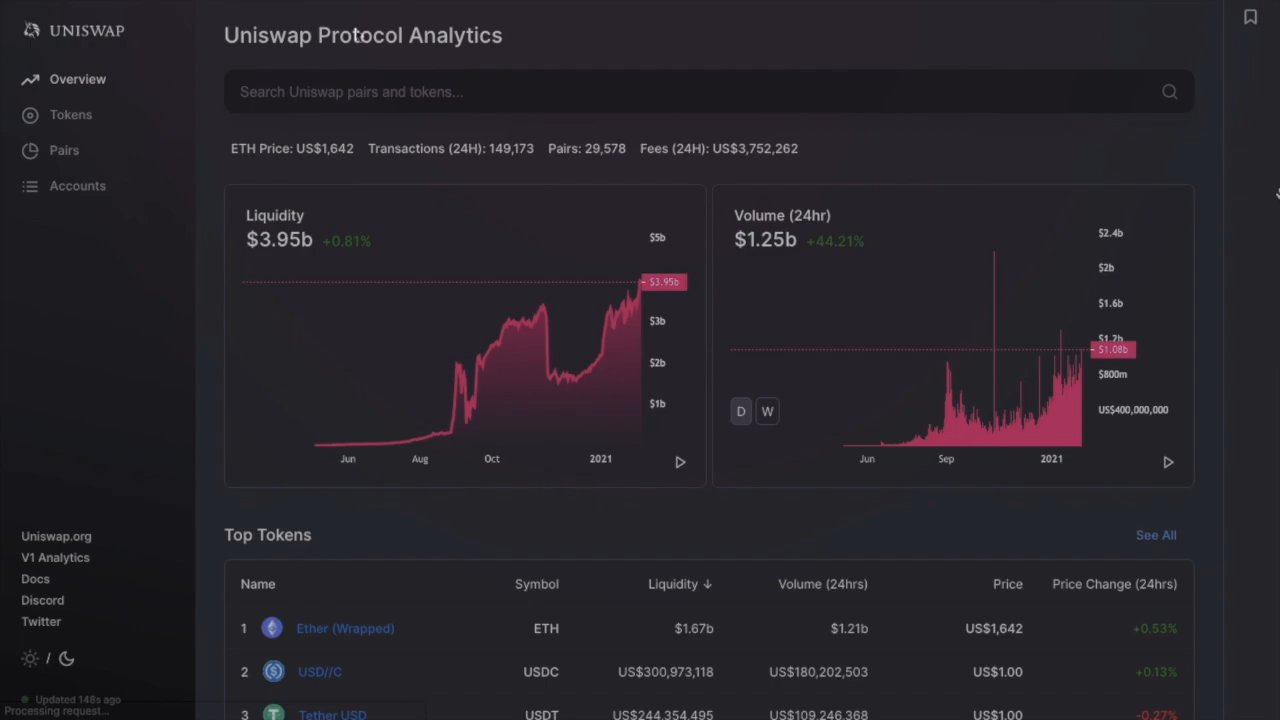 UNISWAP
Overview
Tokens
Pairs
Accounts
Uniswap.org
V1 Analytics
Docs
Discord
Twitter
/
Updated 148s ago
Processing request...
Uniswap Protocol Analytics
Search Uniswap pairs and tokens...
ETH Price: US$1,642 Transactions (24H): 149,173 Pairs: 29,578 Fees (24H): US$3,752,262
Liquidity
$3.95b +0.81%
$5b
$3.95b
$3b
$2b
$1b
Jun Aug Oct 2021
Volume (24hr)
$1.25b +44.21%
$2.4b
$2b
$1.6b
$1.2b
$1.08b
$800m
US$400,000,000
D W
Jun Sep 2021
Top Tokens See All
Name Symbol Liquidity ↓ Volume (24hrs) Price Price Change (24hrs)
1 Ether (Wrapped) ETH $1.67b $1.21b US$1,642 +0.53%
2 USD//C USDC US$300,973,118 US$180,202,503 US$1.00 +0.13%
3 Tether USD USDT US$244,354,495 US$109,246,368 US$1.00 -0.27%